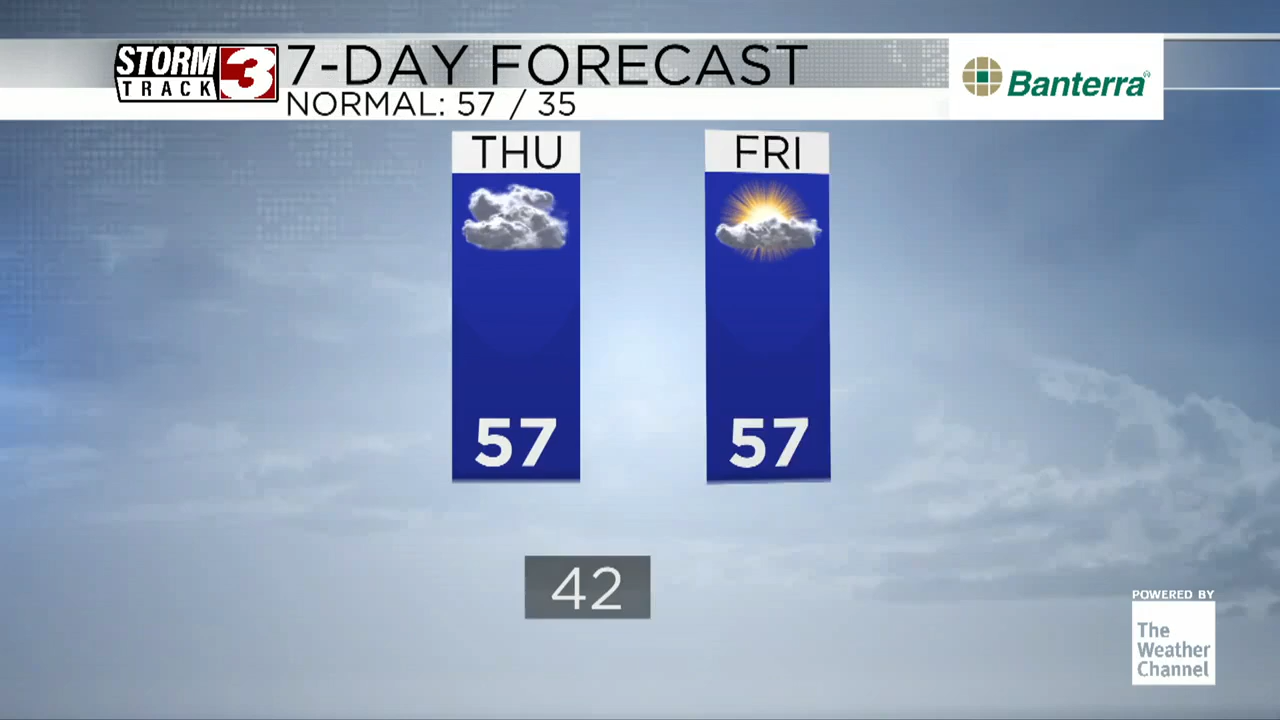 STORM
TRACK
3
7-DAY FORECAST
NORMAL: 57 / 35
Banterra
THU
FRI
57
57
42
POWERED BY
The
Weather
Channel